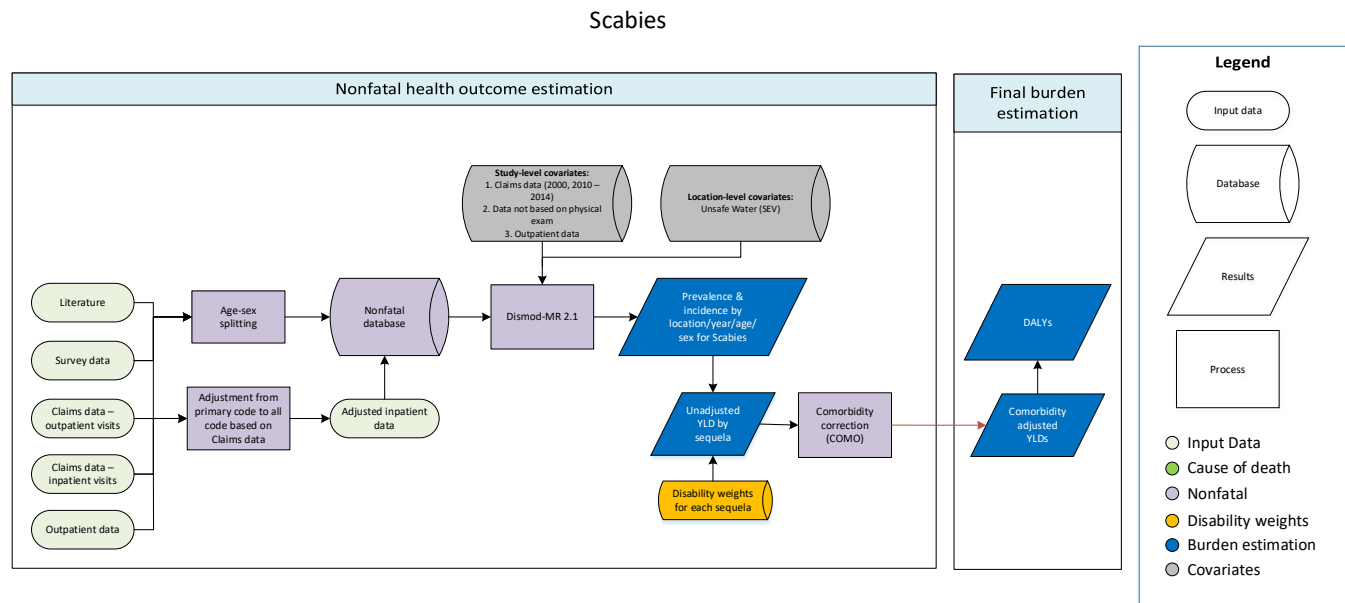 Scabies
Nonfatal health outcome estimation
Final burden
estimation
Legend
Input data
Database
Results
Process
Input Data
Cause of death
Nonfatal
Disability weights
Burden estimation
Covariates
Study-level covariates:
1. Claims data (2000, 2010 –
2014)
2. Data not based on physical
exam
3. Outpatient data
Location-level covariates:
Unsafe Water (SEV)
Literature
Survey data
Claims data –
outpatient visits
Claims data –
inpatient visits
Outpatient data
Age-sex
splitting
Adjustment from
primary code to all
code based on
Claims data
Nonfatal
database
Adjusted inpatient
data
Dismod-MR 2.1
Prevalence &
incidence by
location/year/age/
sex for Scabies
Unadjusted
YLD by
sequela
Disability weights
for each sequela
Comorbidity
correction
(COMO)
DALYs
Comorbidity
adjusted
YLDs